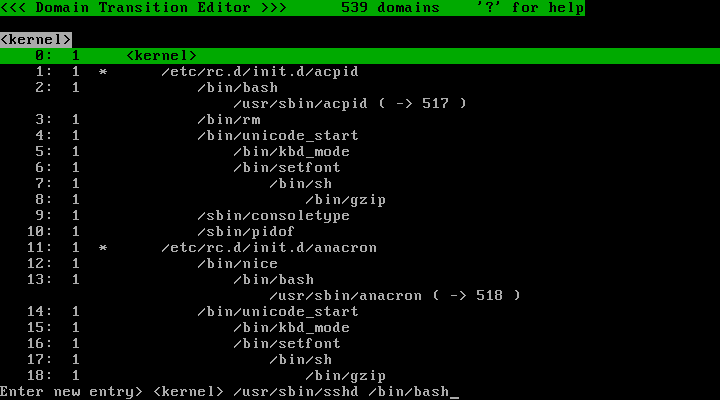 <<< Domain Transition Editor >>>      539 domains    '?' for help
<kernel>
    0:  1     <kernel>
    1:  1  *      /etc/rc.d/init.d/acpid
    2:  1             /bin/bash
                          /usr/sbin/acpid ( -> 517 )
    3:  1             /bin/rm
    4:  1             /bin/unicode_start
    5:  1                 /bin/kbd_mode
    6:  1                 /bin/setfont
    7:  1                     /bin/sh
    8:  1                         /bin/gzip
    9:  1             /sbin/consoletype
   10:  1             /sbin/pidof
   11:  1  *      /etc/rc.d/init.d/anacron
   12:  1             /bin/nice
   13:  1                 /bin/bash
                              /usr/sbin/anacron ( -> 518 )
   14:  1             /bin/unicode_start
   15:  1                 /bin/kbd_mode
   16:  1                 /bin/setfont
   17:  1                     /bin/sh
   18:  1                         /bin/gzip
Enter new entry> <kernel> /usr/sbin/sshd /bin/bash_